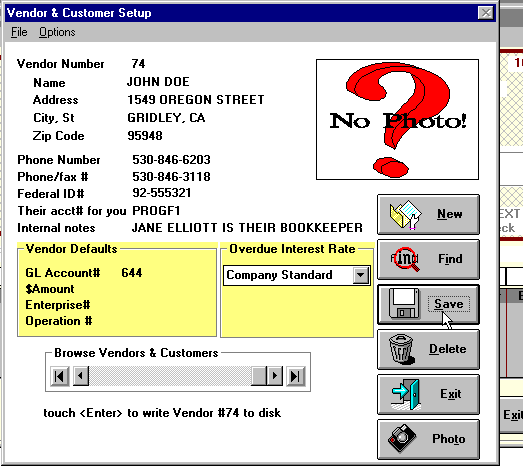 Vendor & Customer Setup
File Options
Vendor Number 74
Name JOHN DOE
Address 1549 OREGON STREET
City, St GRIDLEY, CA
Zip Code 95948
Phone Number 530-846-6203
Phone/fax # 530-846-3118
Federal ID# 92-555321
Their acct# for you PROGF1
Internal notes JANE ELLIOTT IS THEIR BOOKKEEPER
No Photo!
Vendor Defaults
GL Account# 644
$Amount
Enterprise#
Operation #
Overdue Interest Rate
Company Standard
Browse Vendors & Customers
touch <Enter> to write Vendor #74 to disk
New
Find
Save
Delete
Exit
Photo
10
EXT
eck
E
Exit